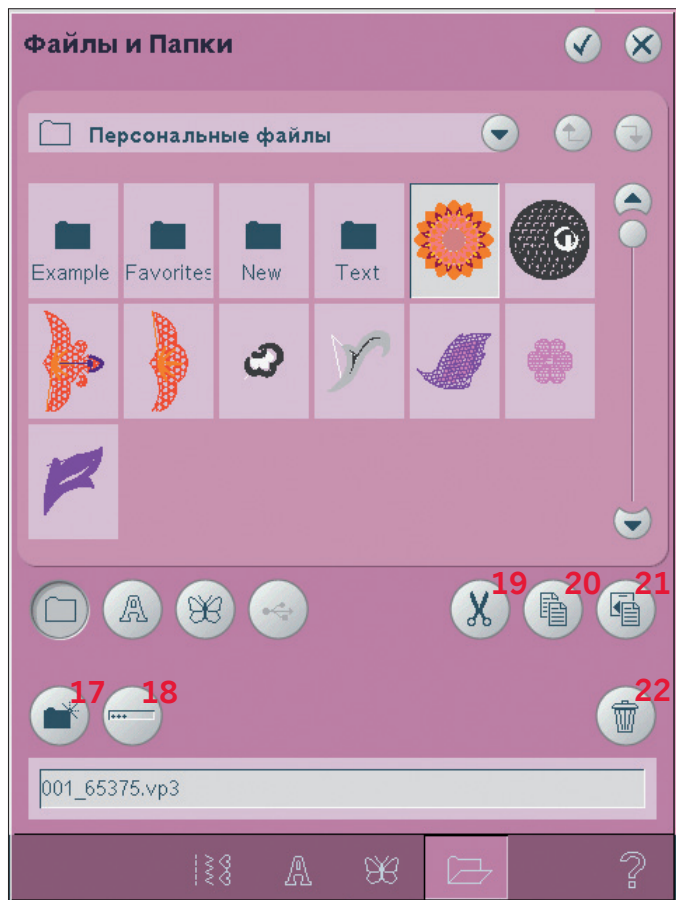 Файлы и Папки
Персональные файлы
Example Favorites New Text
19 20 21
17 18 22
001_65375.vp3